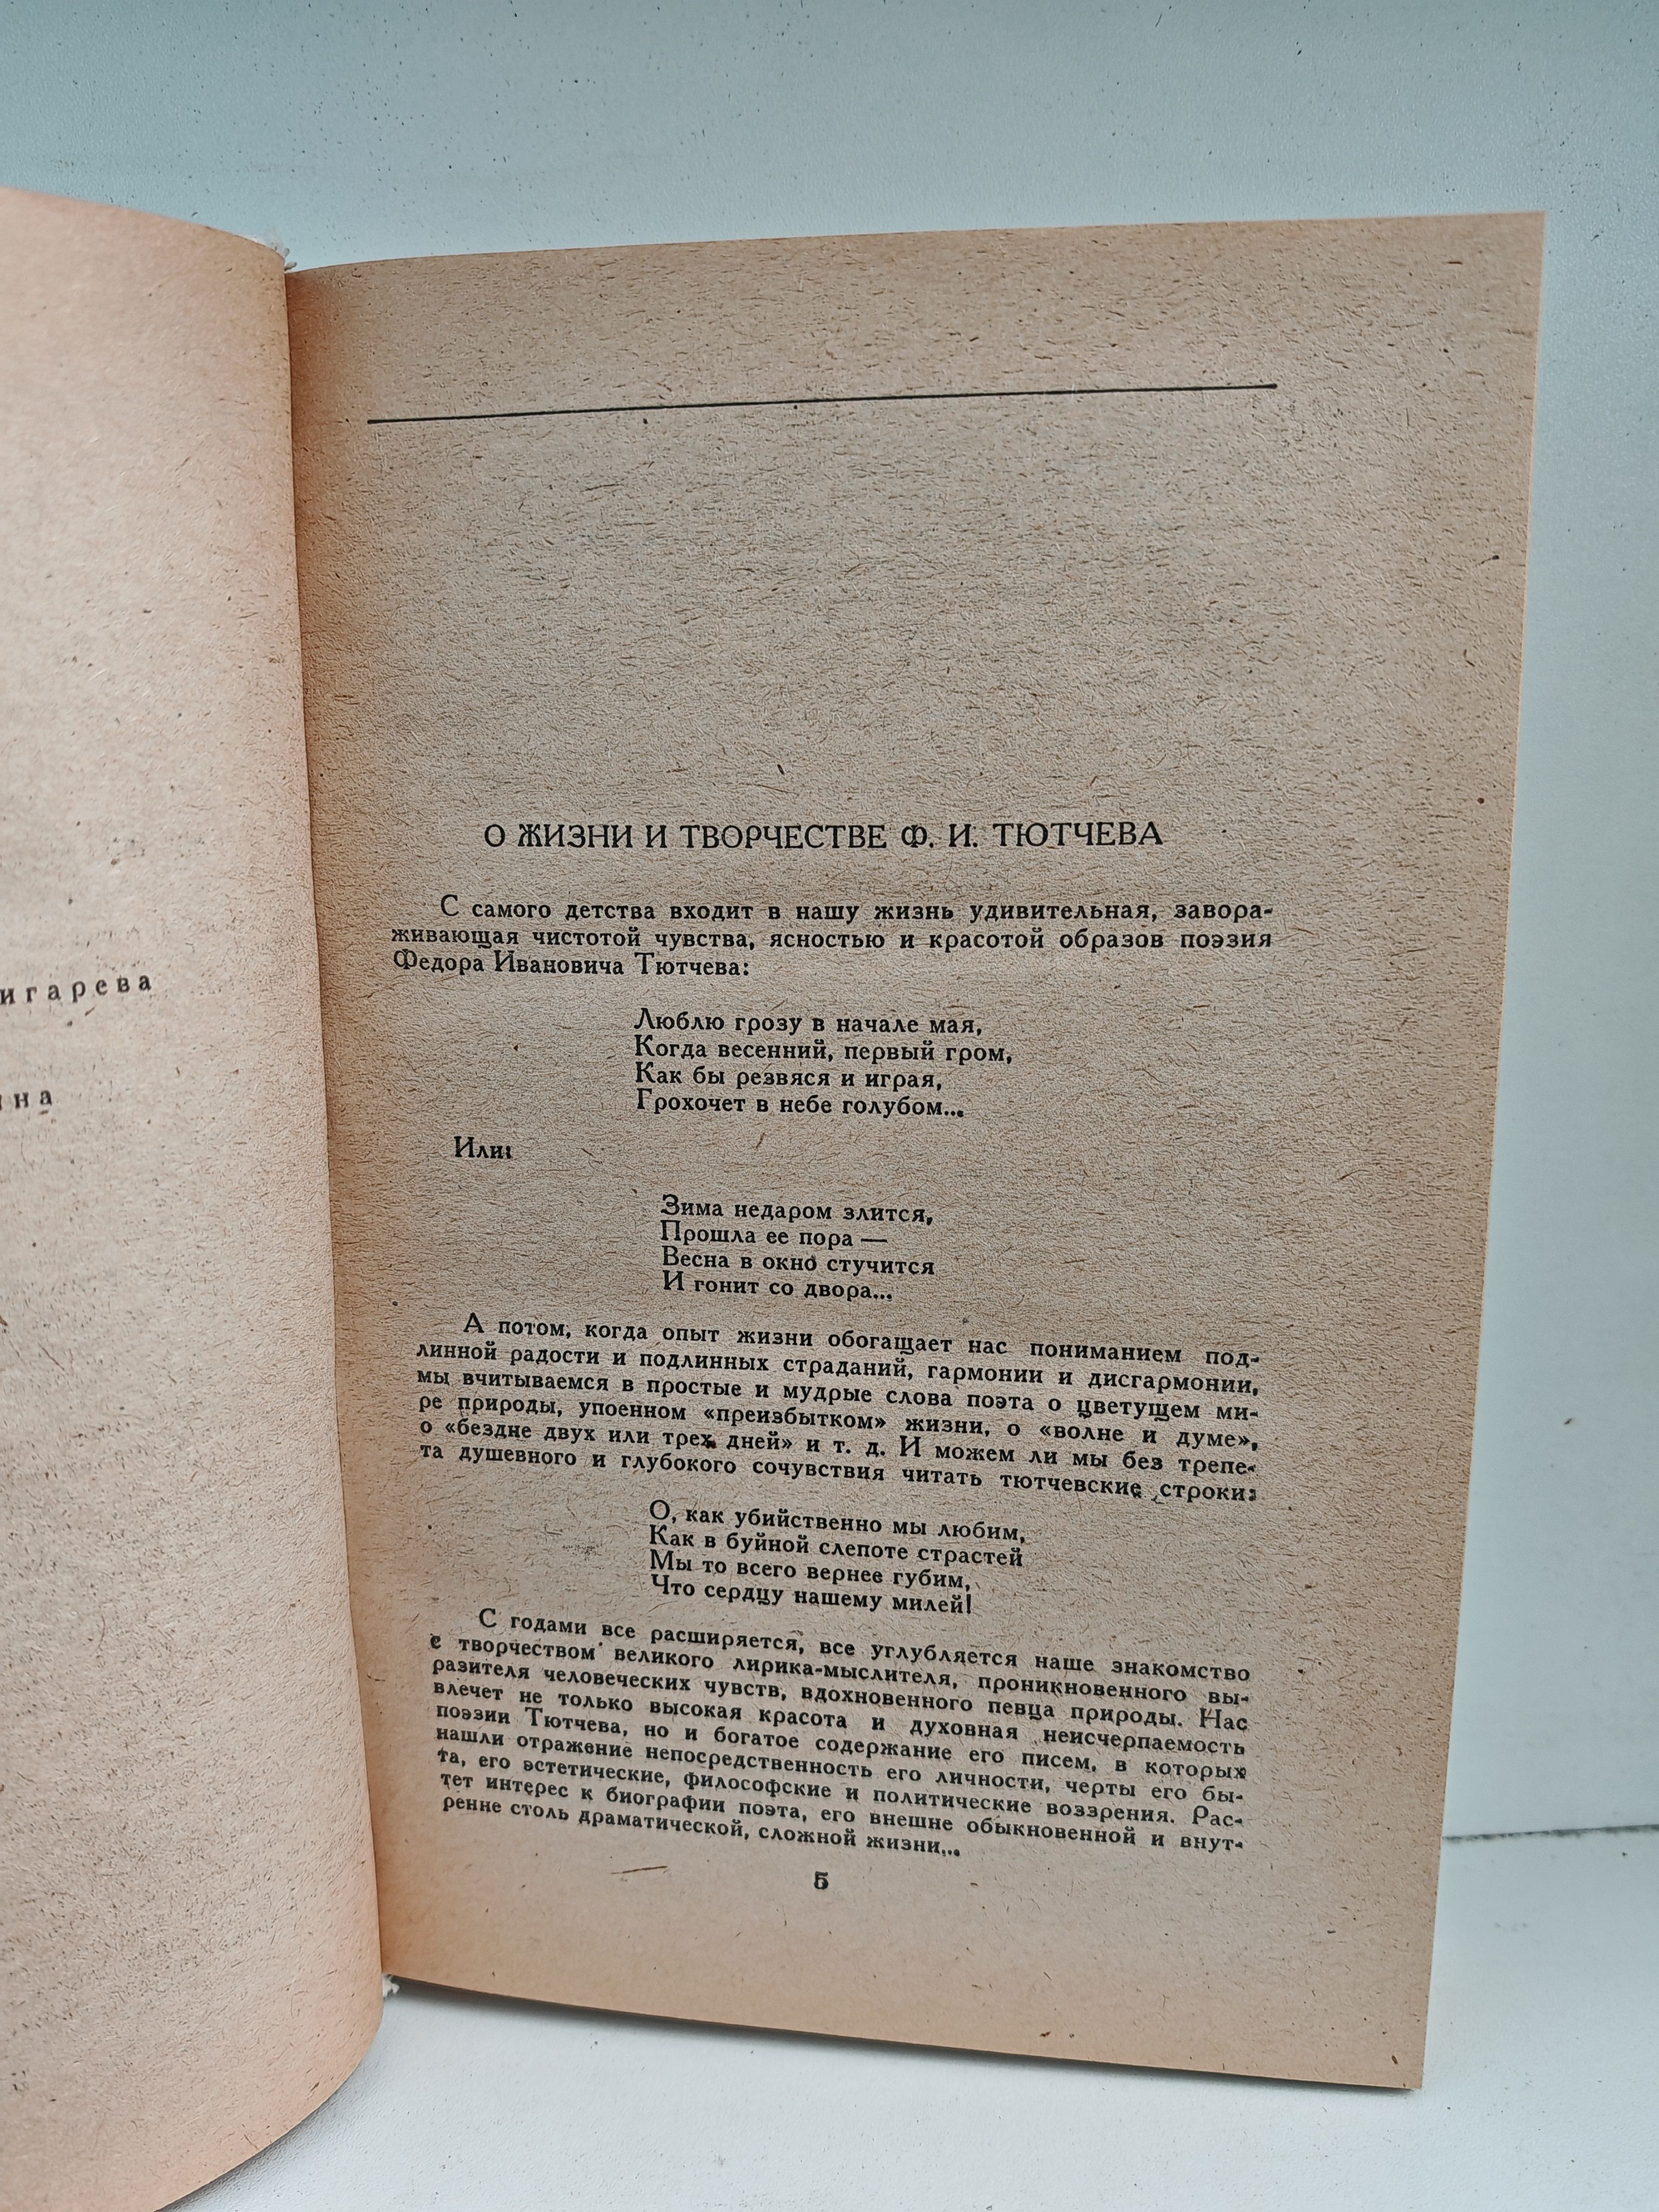 О ЖИЗНИ И ТВОРЧЕСТВЕ Ф. И. ТЮТЧЕВА
С самого детства входит в нашу жизнь удивительная, завора-
живающая чистотой чувства, ясностью и красотой образов поэзия
Федора Ивановича Тютчева:
Люблю грозу в начале мая,
Когда весенний, первый гром,
Как бы резвяся и играя,
Грохочет в небе голубом...
Или:
Зима недаром злится,
Прошла ее пора —
Весна в окно стучится
И гонит со двора...
А потом, когда опыт жизни обогащает нас пониманием под-
линной радости и подлинных страданий, гармонии и дисгармонии,
мы вчитываемся в простые и мудрые слова поэта о цветущем ми-
ре природы, упоенном «преизбытком» жизни, о «волне и думе»,
о «бездне двух или трех дней» и т. д. И можем ли мы без трепе-
та душевного и глубокого сочувствия читать тютчевские строки:
О, как убийственно мы любим,
Как в буйной слепоте страстей
Мы то всего вернее губим,
Что сердцу нашему милей!
С годами все расширяется, все углубляется наше знакомство
с творчеством великого лирика-мыслителя, проникновенного вы-
разителя человеческих чувств, вдохновенного певца природы. Нас
влечет не только высокая красота и духовная неисчерпаемость
поэзии Тютчева, но и богатое содержание его писем, в которых
нашли отражение непосредственность его личности, черты его бы-
та, его эстетические, философские и политические воззрения. Рас-
тет интерес к биографии поэта, его внешне обыкновенной и внут-
ренне столь драматической, сложной жизни...
5
игарева
на